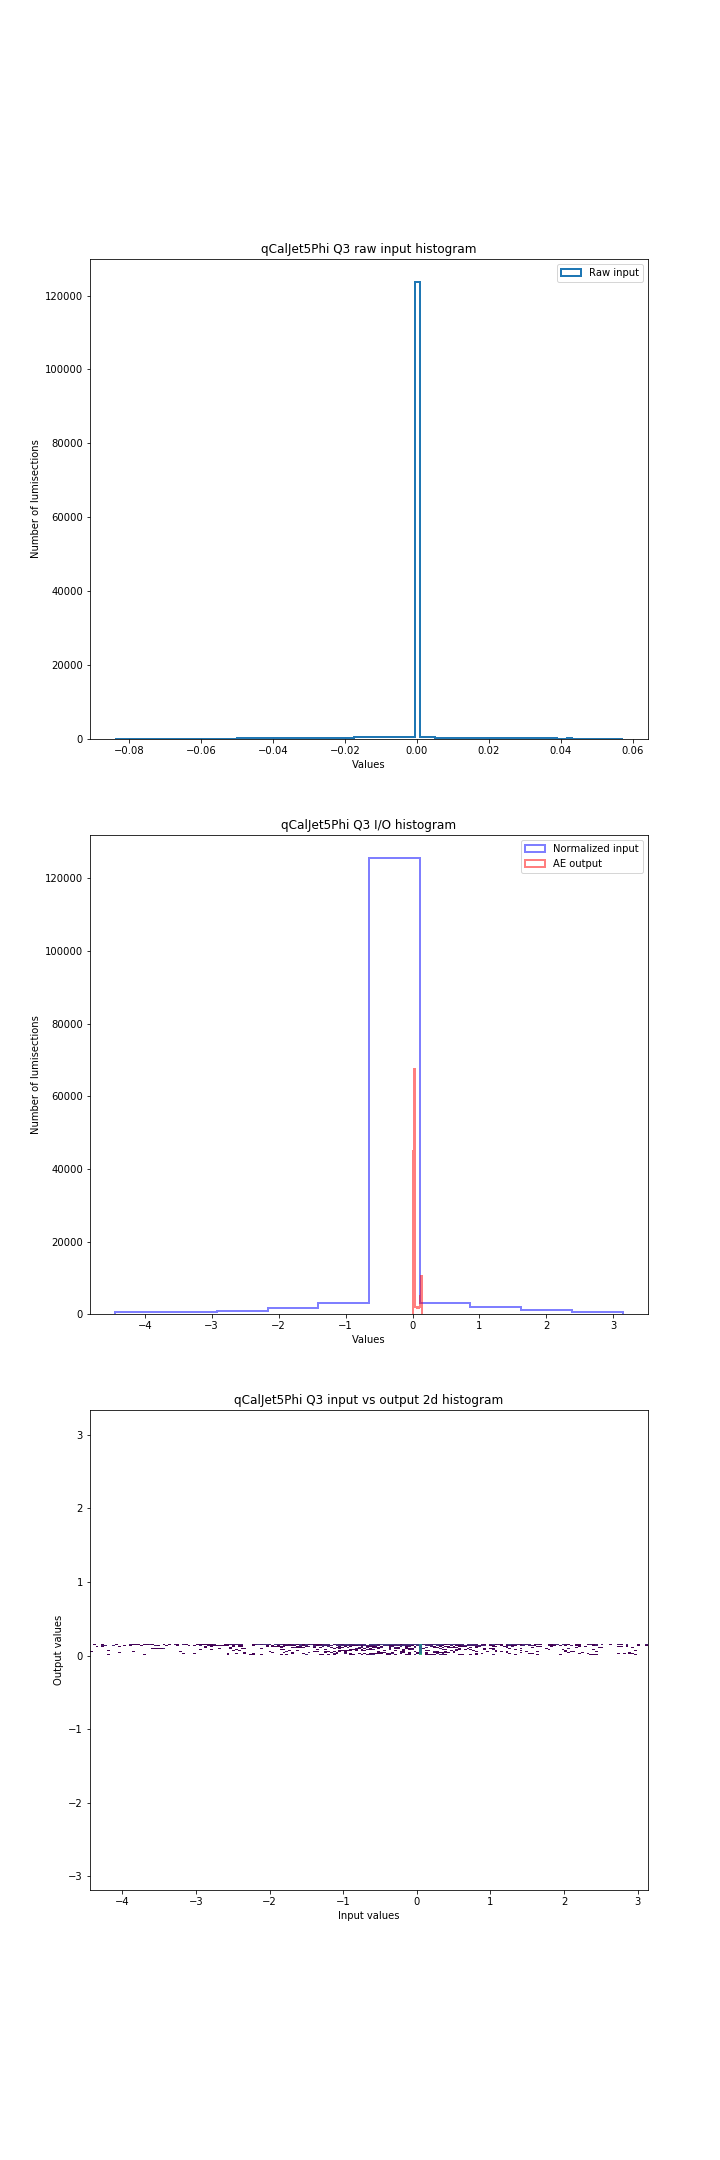 qCalJet5Phi Q3 raw input histogram
Raw input
120000
100000
80000
60000
40000
20000
0
Number of lumisections
−0.08 −0.06 −0.04 −0.02 0.00 0.02 0.04 0.06
Values
qCalJet5Phi Q3 I/O histogram
Normalized input
AE output
120000
100000
80000
60000
40000
20000
0
Number of lumisections
−4 −3 −2 −1 0 1 2 3
Values
qCalJet5Phi Q3 input vs output 2d histogram
3
2
1
0
−1
−2
−3
Output values
−4 −3 −2 −1 0 1 2 3
Input values